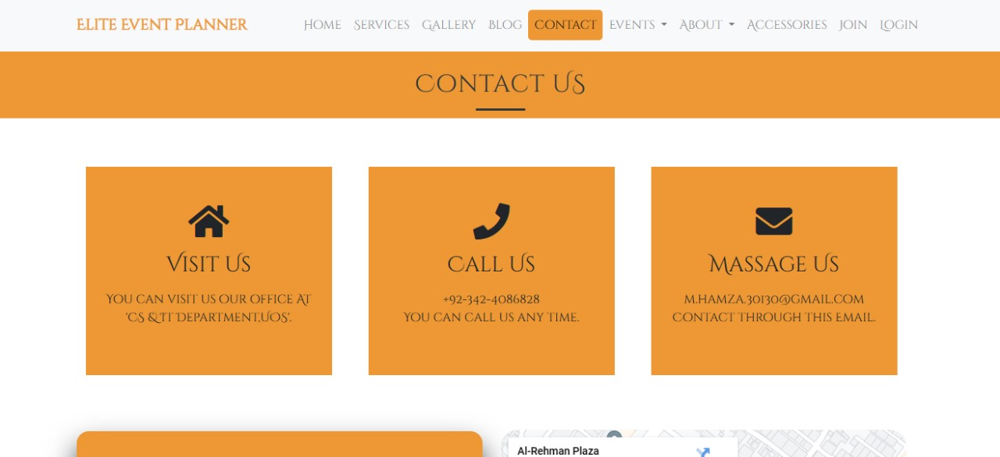 Elite Event Planner
Home Services Gallery Blog Contact Events About Accessories Join Login
Contact Us
Visit Us
You can visit us our office At
'CS & IT Department,UOS'.
Call Us
+92-342-4086828
You can call us any time.
Massage Us
m.hamza.30130@gmail.com
Contact through this Email.
Al-Rehman Plaza